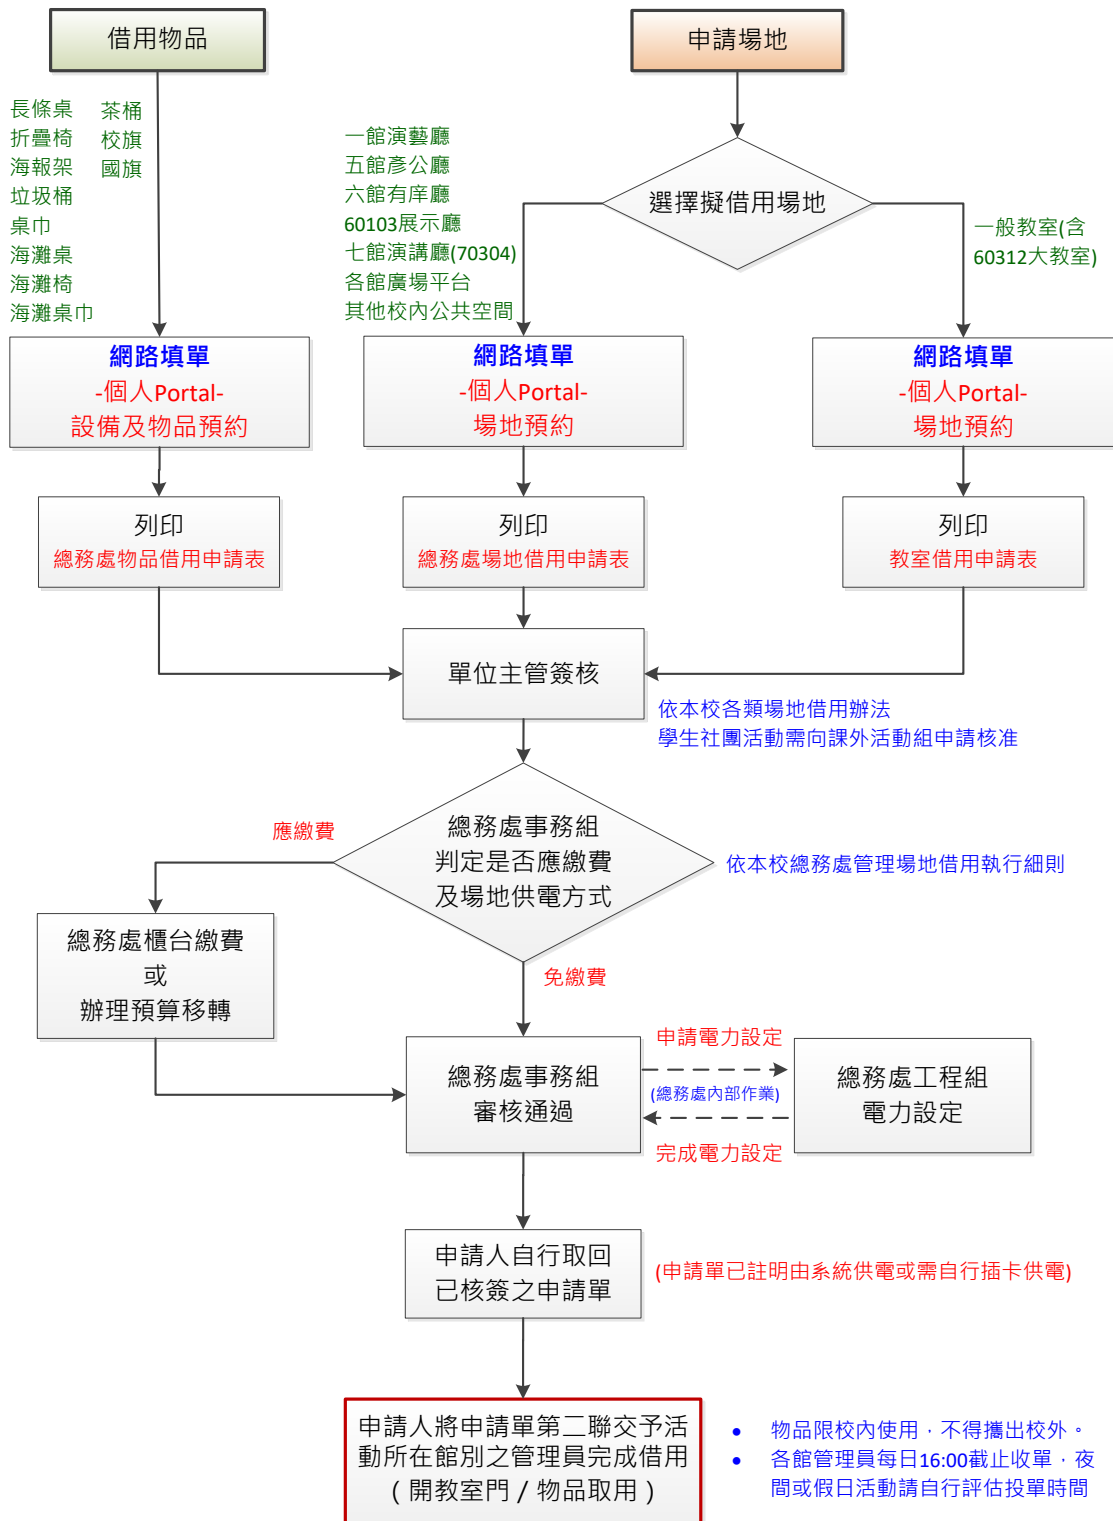 借用物品
申請場地
長條桌
折疊椅
海報架
垃圾桶
桌巾
海灘桌
海灘椅
海灘桌巾
茶桶
校旗
國旗
一館演藝廳
五館彥公廳
六館有庠廳
60103展示廳
七館演講廳(70304)
各館廣場平台
其他校內公共空間
選擇擬借用場地
一般教室(含
60312大教室)
網路填單
-個人Portal-
設備及物品預約
網路填單
-個人Portal-
場地預約
網路填單
-個人Portal-
場地預約
列印
總務處物品借用申請表
列印
總務處場地借用申請表
列印
教室借用申請表
單位主管簽核
依本校各類場地借用辦法
學生社團活動需向課外活動組申請核准
應繳費
總務處事務組
判定是否應繳費
及場地供電方式
依本校總務處管理場地借用執行細則
總務處櫃台繳費
或
辦理預算移轉
免繳費
總務處事務組
審核通過
申請電力設定
(總務處內部作業)
完成電力設定
總務處工程組
電力設定
申請人自行取回
已核簽之申請單
(申請單已註明由系統供電或需自行插卡供電)
申請人將申請單第二聯交予活
動所在館別之管理員完成借用
( 開教室門 / 物品取用 )
• 物品限校內使用，不得攜出校外。
• 各館管理員每日16:00截止收單，夜
間或假日活動請自行評估投單時間